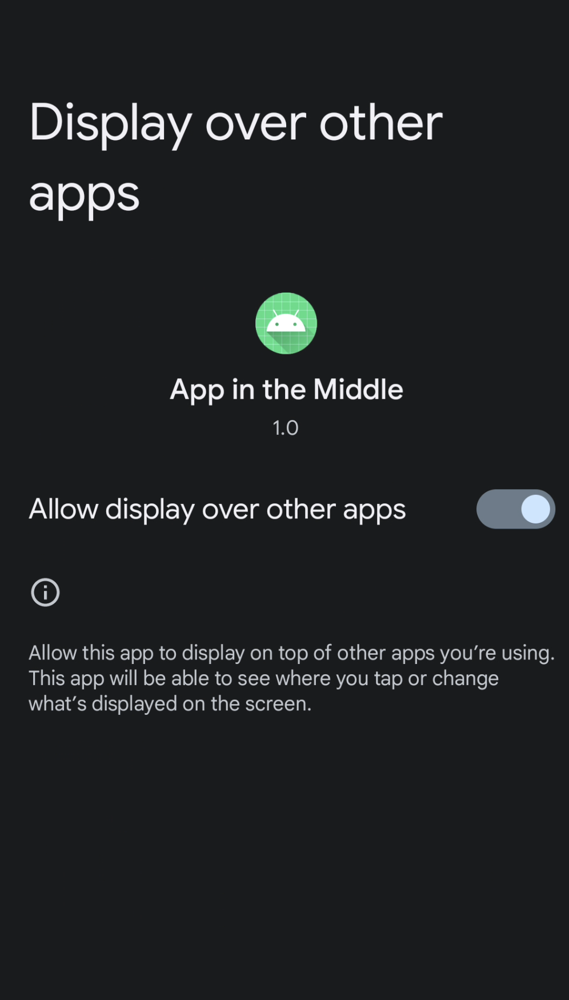 Display over other
apps
App in the Middle
1.0
Allow display over other apps
Allow this app to display on top of other apps you’re using.
This app will be able to see where you tap or change
what’s displayed on the screen.